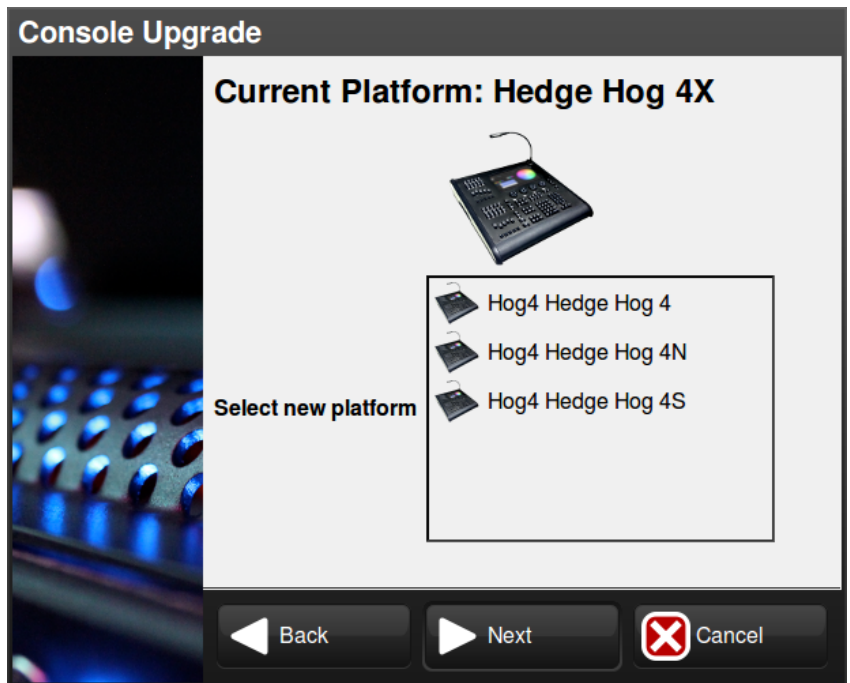 Console Upgrade
Current Platform: Hedge Hog 4X
Hog4 Hedge Hog 4
Hog4 Hedge Hog 4N
Select new platform
Hog4 Hedge Hog 4S
Back
Next
Cancel